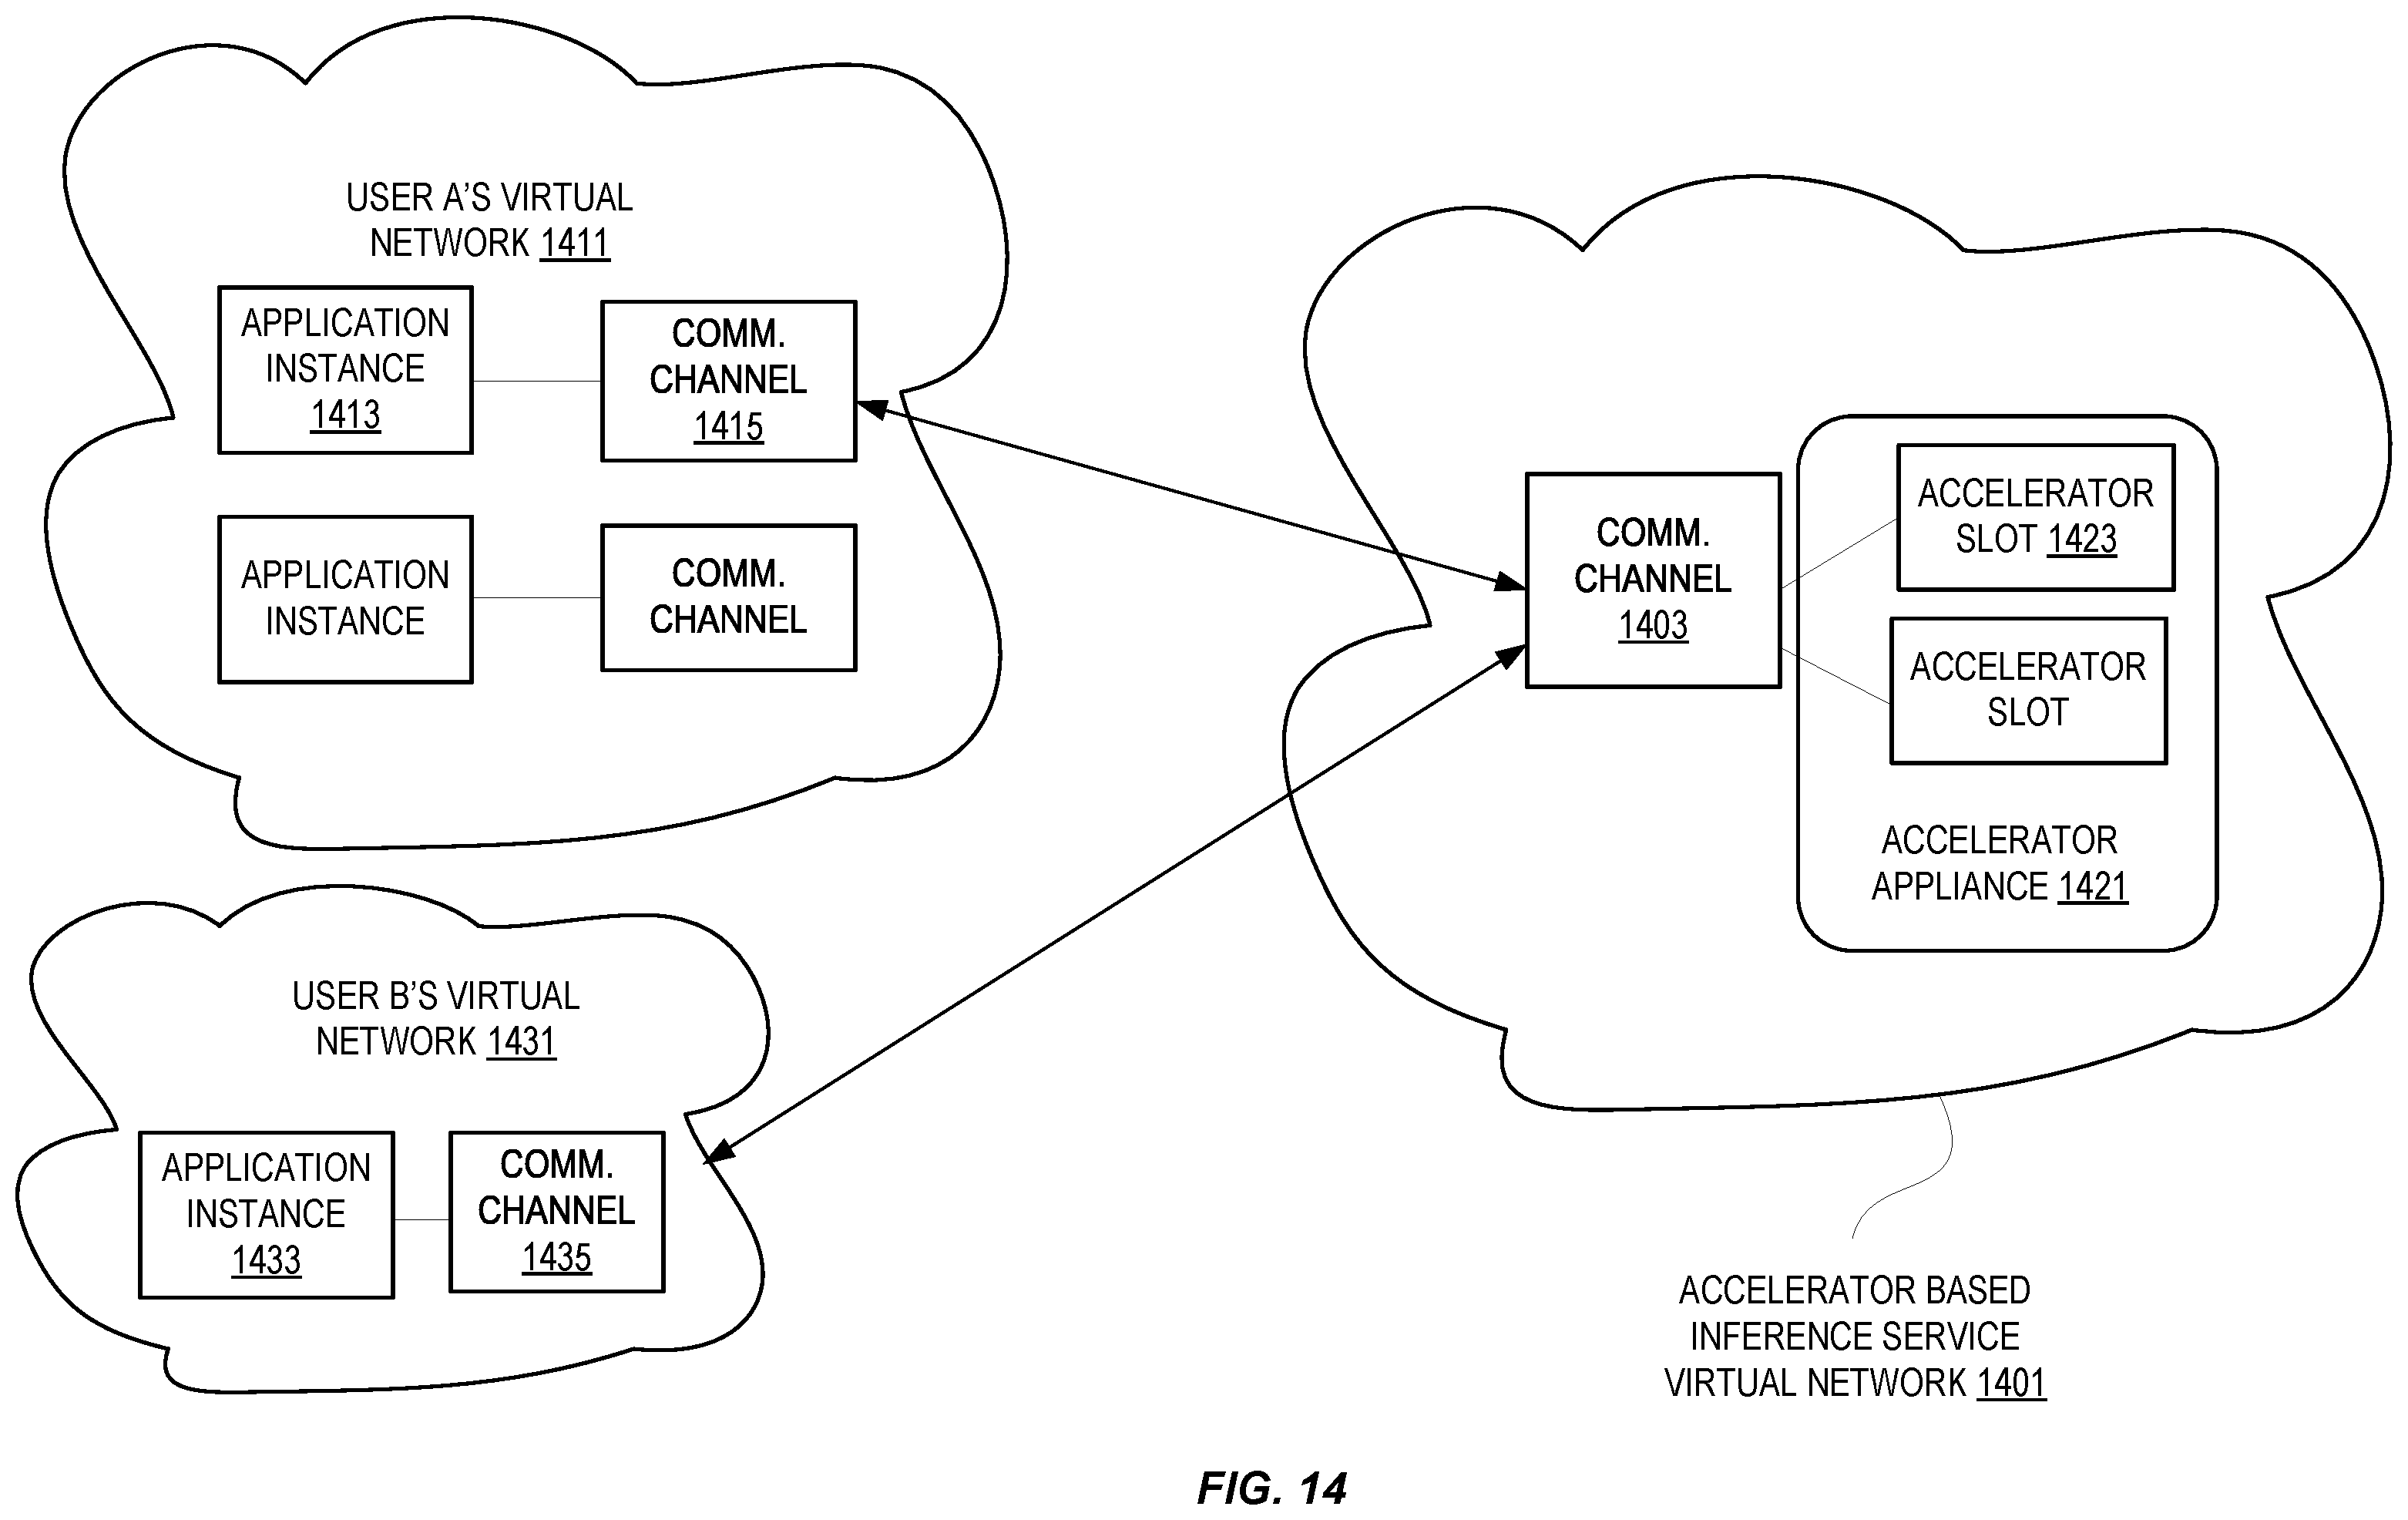 USER A'S VIRTUAL
NETWORK 1411
APPLICATION
INSTANCE
1413
COMM.
CHANNEL
1415
APPLICATION
INSTANCE
COMM.
CHANNEL
USER B'S VIRTUAL
NETWORK 1431
APPLICATION
INSTANCE
1433
COMM.
CHANNEL
1435
COMM.
CHANNEL
1403
ACCELERATOR
SLOT 1423
ACCELERATOR
SLOT
ACCELERATOR
APPLIANCE 1421
ACCELERATOR BASED
INFERENCE SERVICE
VIRTUAL NETWORK 1401
FIG. 14